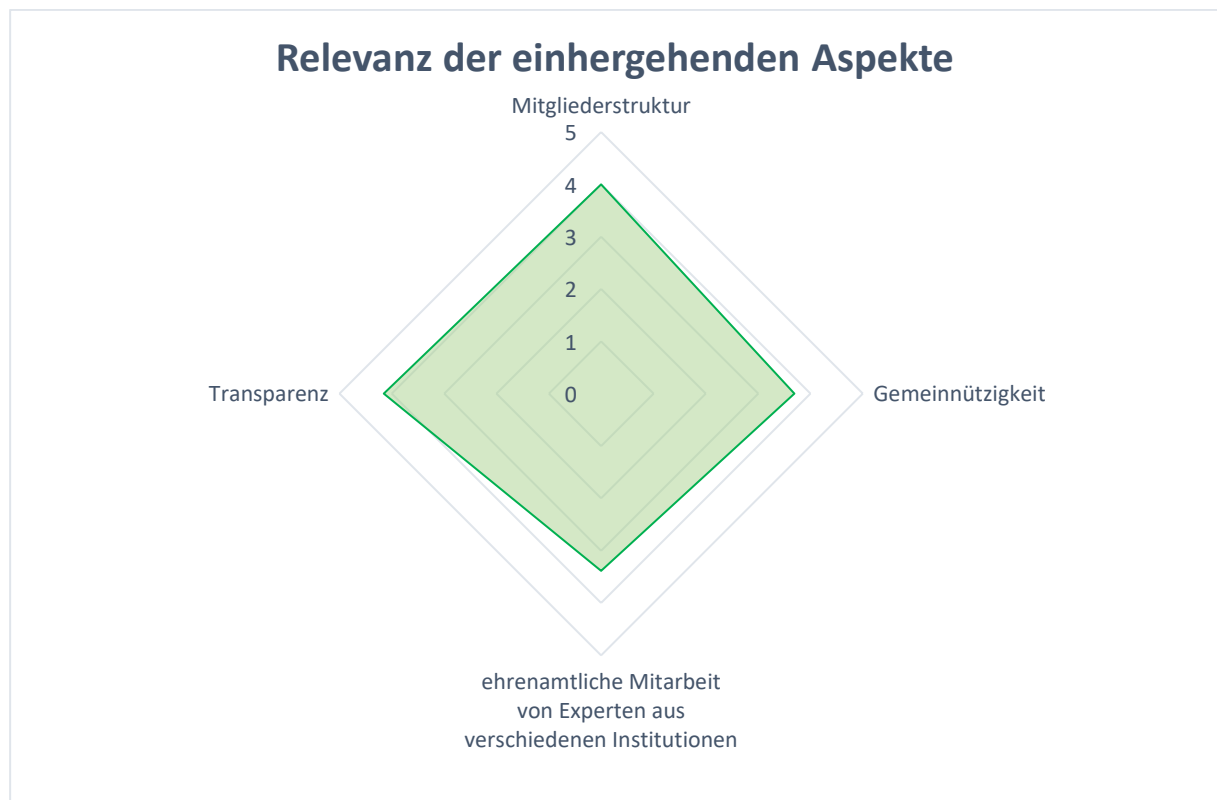 Relevanz der einhergehenden Aspekte
Mitgliederstruktur
5
4
3
2
1
0
Transparenz
Gemeinnützigkeit
ehrenamtliche Mitarbeit
von Experten aus
verschiedenen Institutionen